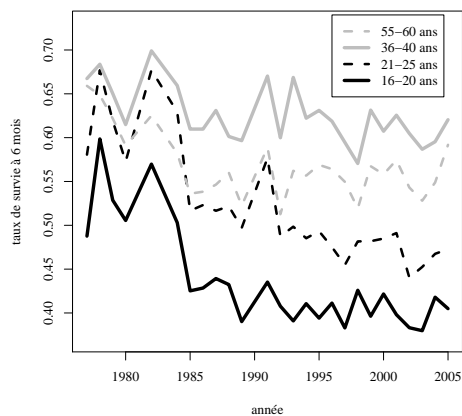 55−60 ans
36−40 ans
21−25 ans
16−20 ans
taux de survie à 6 mois
0.70
0.65
0.60
0.55
0.50
0.45
0.40
1980 1985 1990 1995 2000 2005
année